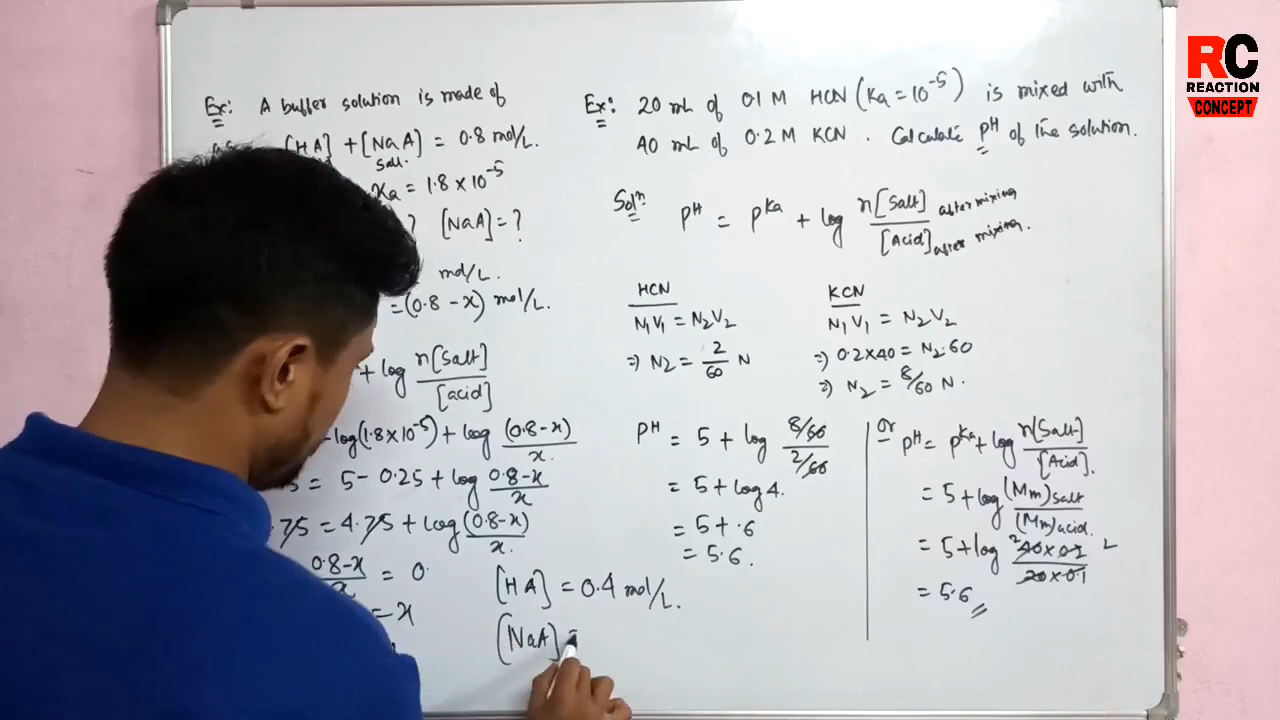 Ex: A buffer solution is made of
[HA] + [NaA] = 0.8 mol/L.
salt.
Ka = 1.8 × 10⁻⁵
? [NaA] = ?
mol/L.
= (0.8 - x) mol/L.
+ log n[Salt]/[acid]
-log(1.8×10⁻⁵) + log (0.8-x)/x.
5 = 5 - 0.25 + log 0.8-x/x
.75 = 4.75 + log (0.8-x)/x.
0.8-x/x = 0.
= x
[HA] = 0.4 mol/L.
[NaA] =
Ex: 20 mL of 0.1 M HCN (Ka = 10⁻⁵) is mixed with
40 mL of 0.2 M KCN. Calculate pH of the solution.
Solⁿ: pH = pKa + log n[Salt] after mixing/[Acid] after mixing.
HCN
N₁V₁ = N₂V₂
⇒ N₂ = 2/60 N
KCN
N₁V₁ = N₂V₂
⇒ 0.2×40 = N₂.60
⇒ N₂ = 8/60 N.
pH = 5 + log 8/60/2/60
= 5 + log 4.
= 5 + .6
= 5.6.
Or pH = pKa + log n[Salt]/[Acid].
= 5 + log (Mm)salt/(Mm)acid.
= 5 + log 40×0.2/20×0.1
= 5.6
RC
REACTION
CONCEPT